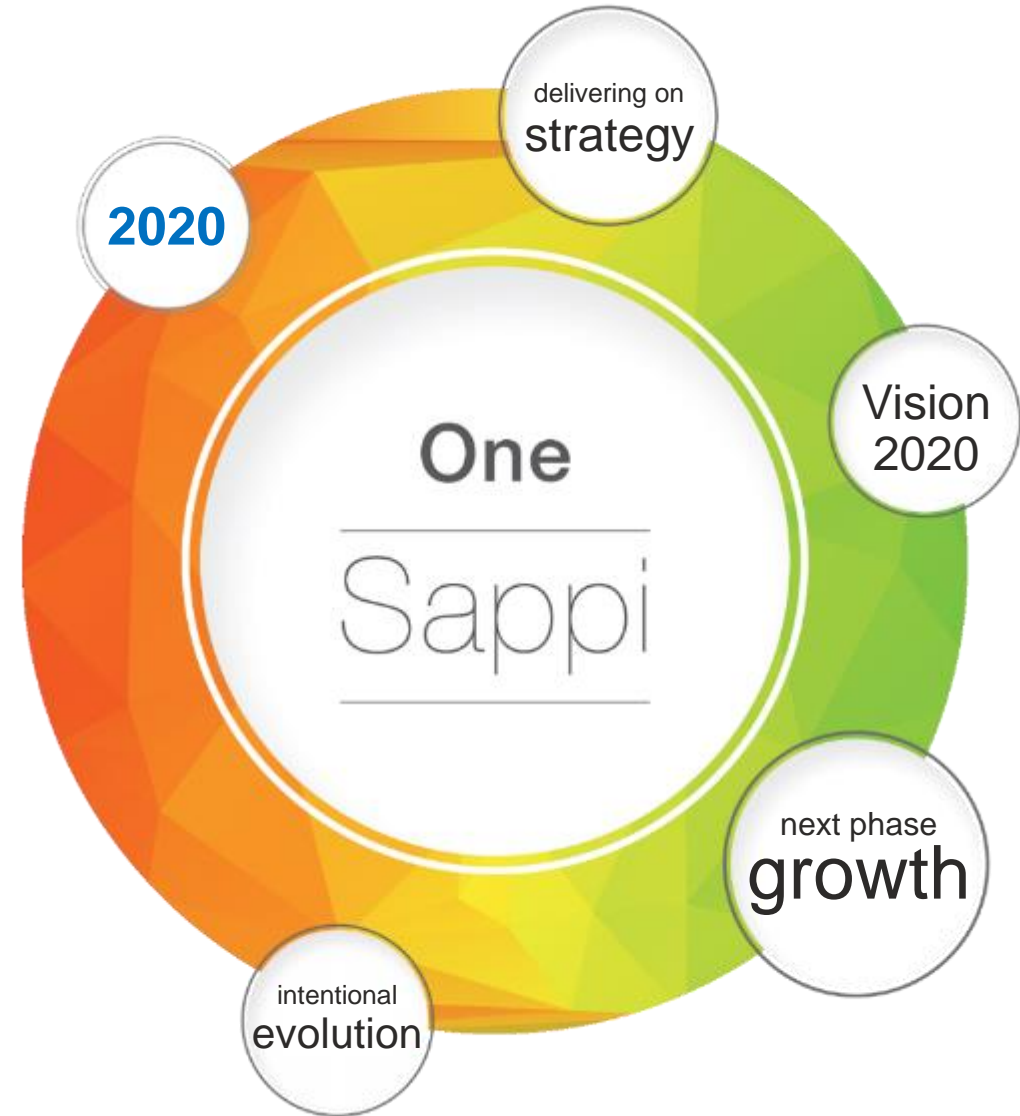 delivering on
strategy
2020
Vision
2020
One
Sappi
next phase
growth
intentional
evolution